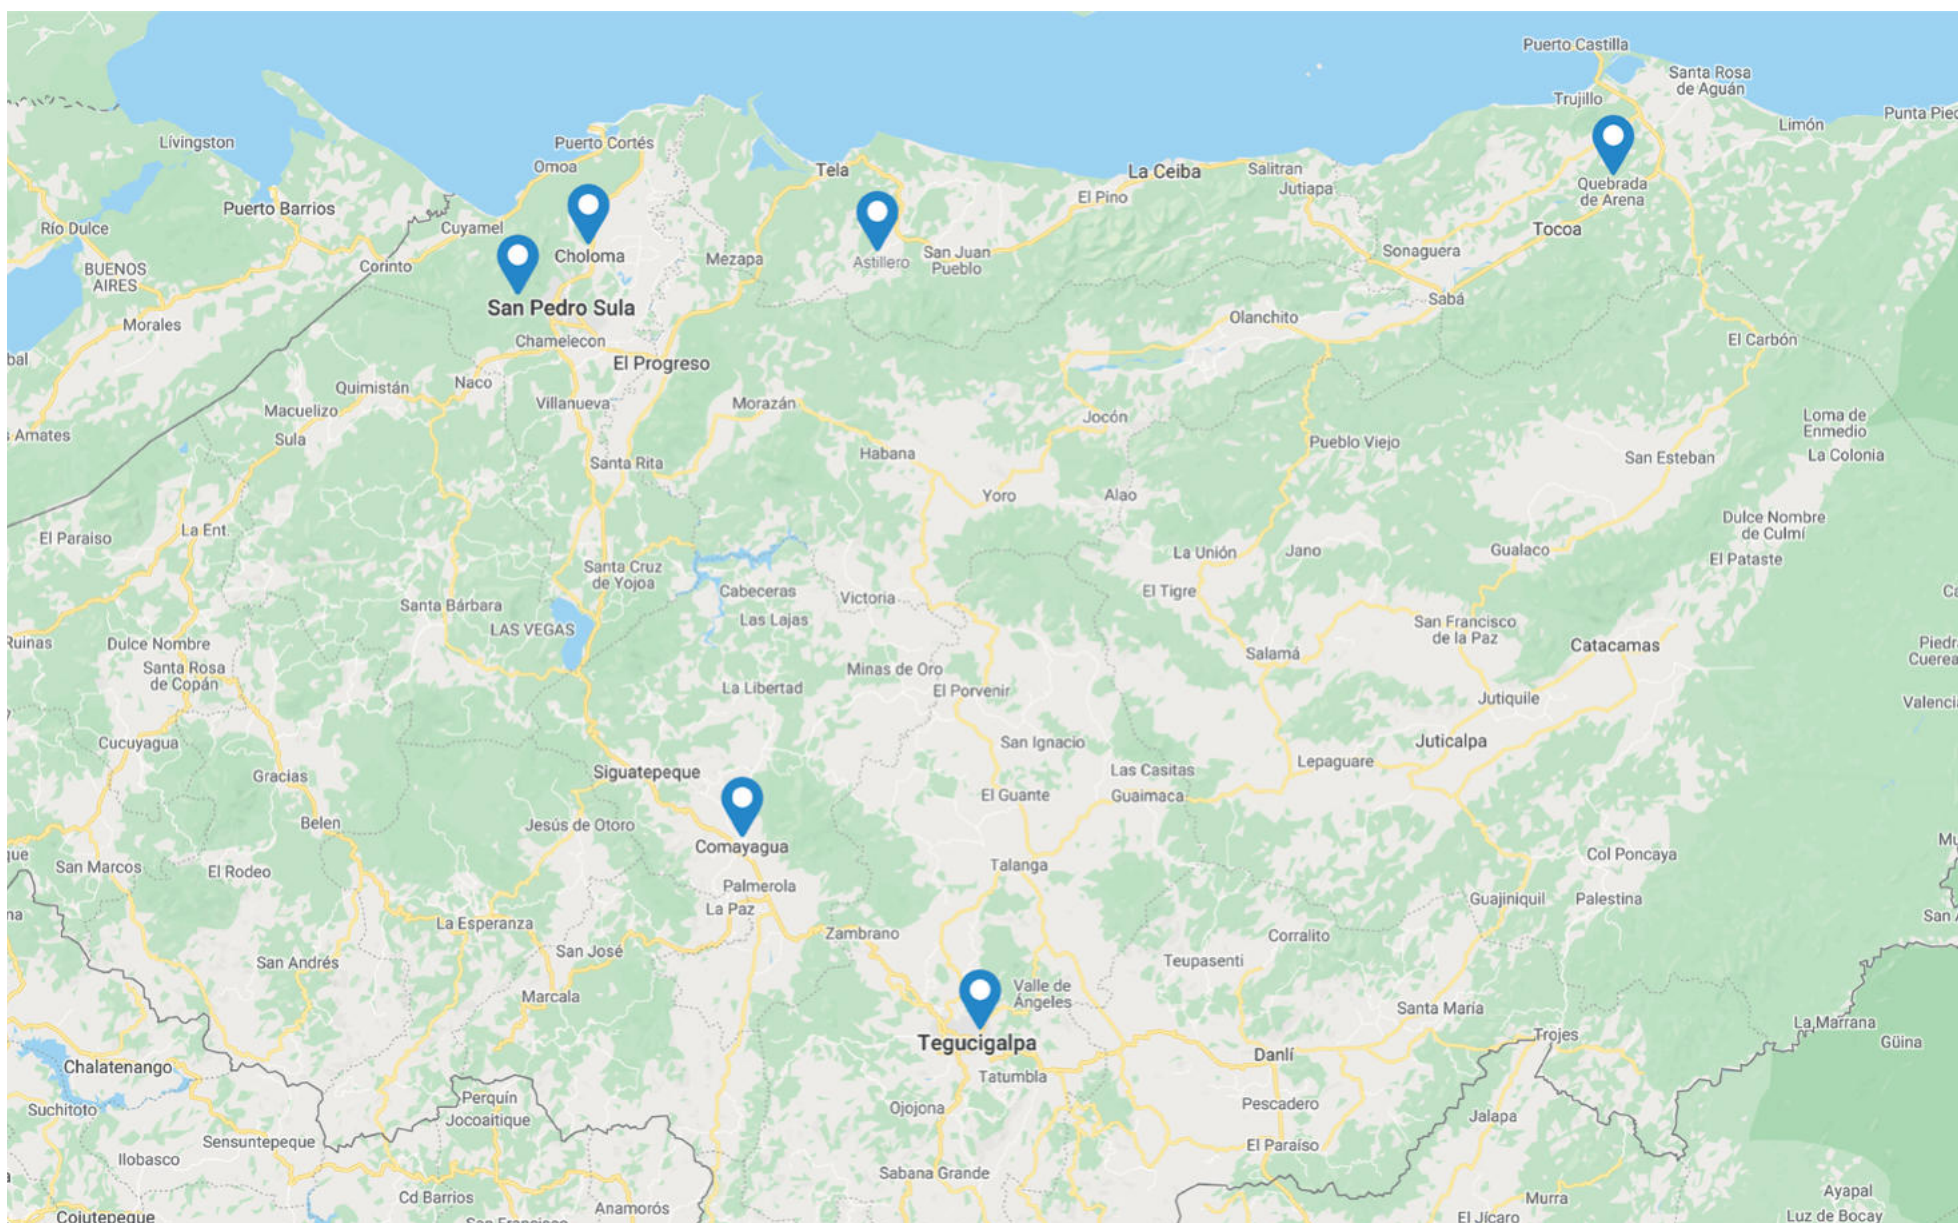 Puerto Castilla
Santa Rosa
de Aguán
Trujillo
Limón
Lívingston
Puerto Cortés
Omoa
Tela
La Ceiba
Salitran
Jutiapa
El Pino
Quebrada
de Arena
Puerto Barrios
Río Dulce
Cuyamel
Tocoa
Choloma
Mezapa
Astillero
San Juan
Pueblo
Sonaguera
BUENOS
AIRES
Corinto
San Pedro Sula
Sabá
Morales
Olanchito
Chamelecon
El Carbón
El Progreso
Quimistán
Naco
Macuelizo
Villanueva
Morazán
Jocón
Loma de
Enmedio
Sula
Amates
Pueblo Viejo
La Colonia
Habana
Santa Rita
San Esteban
Yoro
Alao
Dulce Nombre
de Culmí
La Ent.
El Paraiso
La Unión
Jano
Gualaco
El Pataste
Santa Cruz
de Yojoa
Cabeceras
Victoria
El Tigre
Santa Bárbara
Las Lajas
LAS VEGAS
San Francisco
de la Paz
Catacamas
Ruinas
Dulce Nombre
Santa Rosa
de Copán
Salamá
Minas de Oro
La Libertad
El Porvenir
Jutiquile
Cucuyagua
San Ignacio
Juticalpa
Lepaguare
Siguatepeque
Gracias
Las Casitas
El Guante
Guaimaca
Belen
Jesús de Otoro
Comayagua
San Marcos
El Rodeo
Talanga
Col Poncaya
Palmerola
La Paz
Guajiniquil
Palestina
La Esperanza
Zambrano
San José
Corralito
San Andrés
Teupasenti
Marcala
Valle de
Ángeles
Santa María
Tegucigalpa
Trojes
La Marrana
Güina
Danlí
Chalatenango
Tatumbla
Perquín
Jocoaitique
Suchitoto
Ojojona
Pescadero
Jalapa
Sensuntepeque
El Paraíso
Ilobasco
Sabana Grande
Cd Barrios
Anamorós
Murra
Ayapal
Cojutepeque
El Jícaro
Luz de Bocay